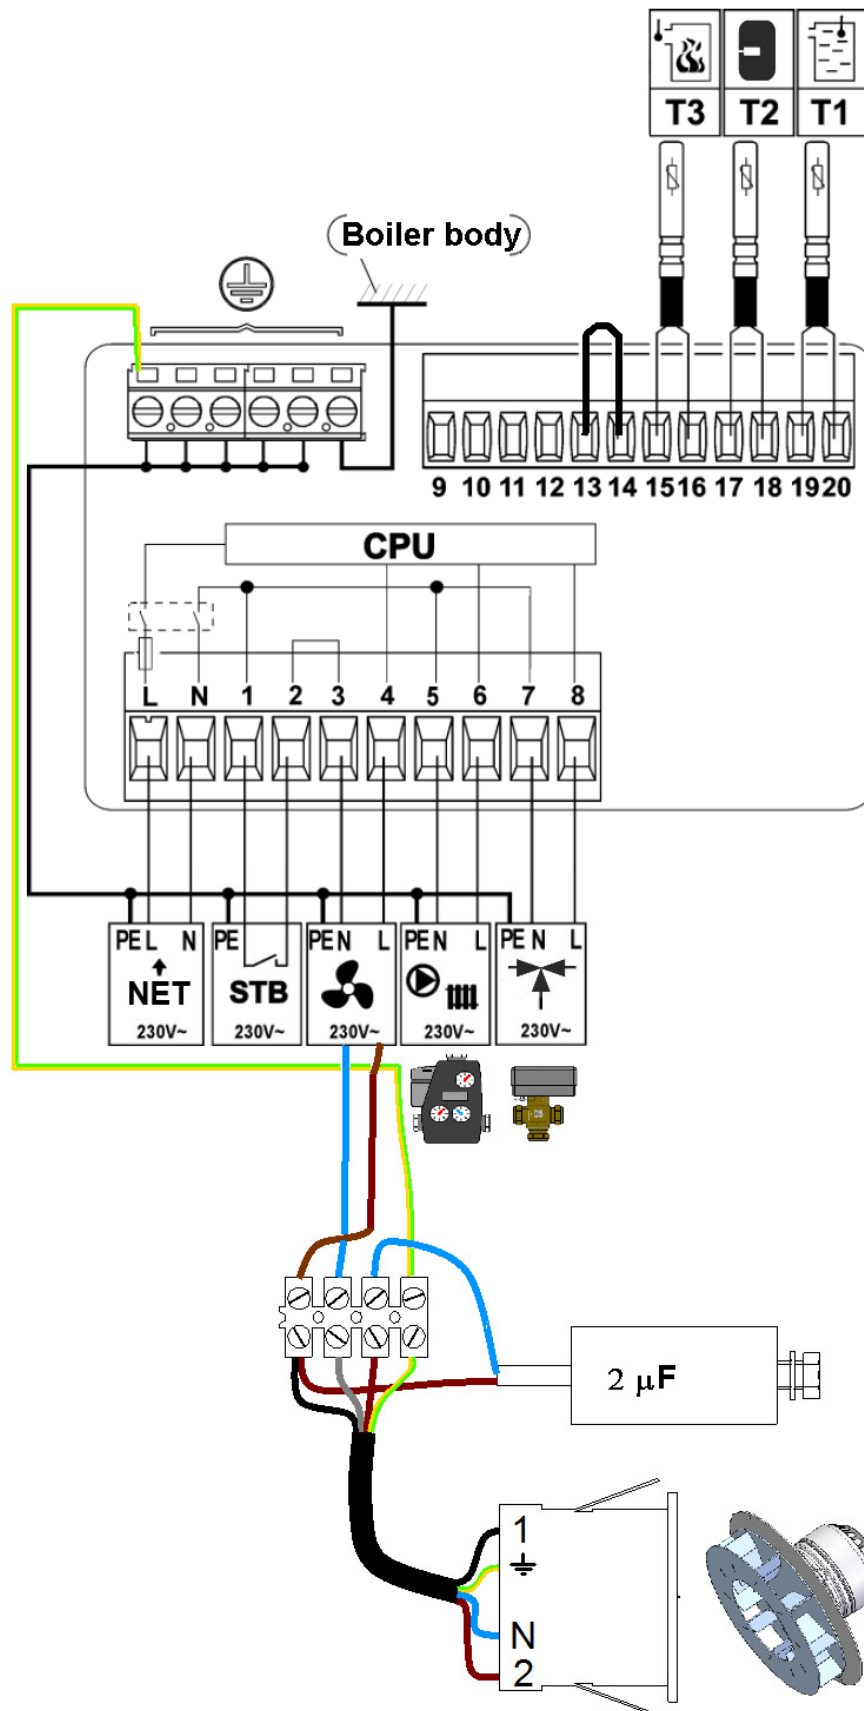 T3 T2 T1
Boiler body
9 10 11 12 13 14 15 16 17 18 19 20
CPU
L N 1 2 3 4 5 6 7 8
PE L N PE PE N L PE N L PE N L
NET STB
230V~ 230V~ 230V~ 230V~ 230V~
2 µF
1
N
2